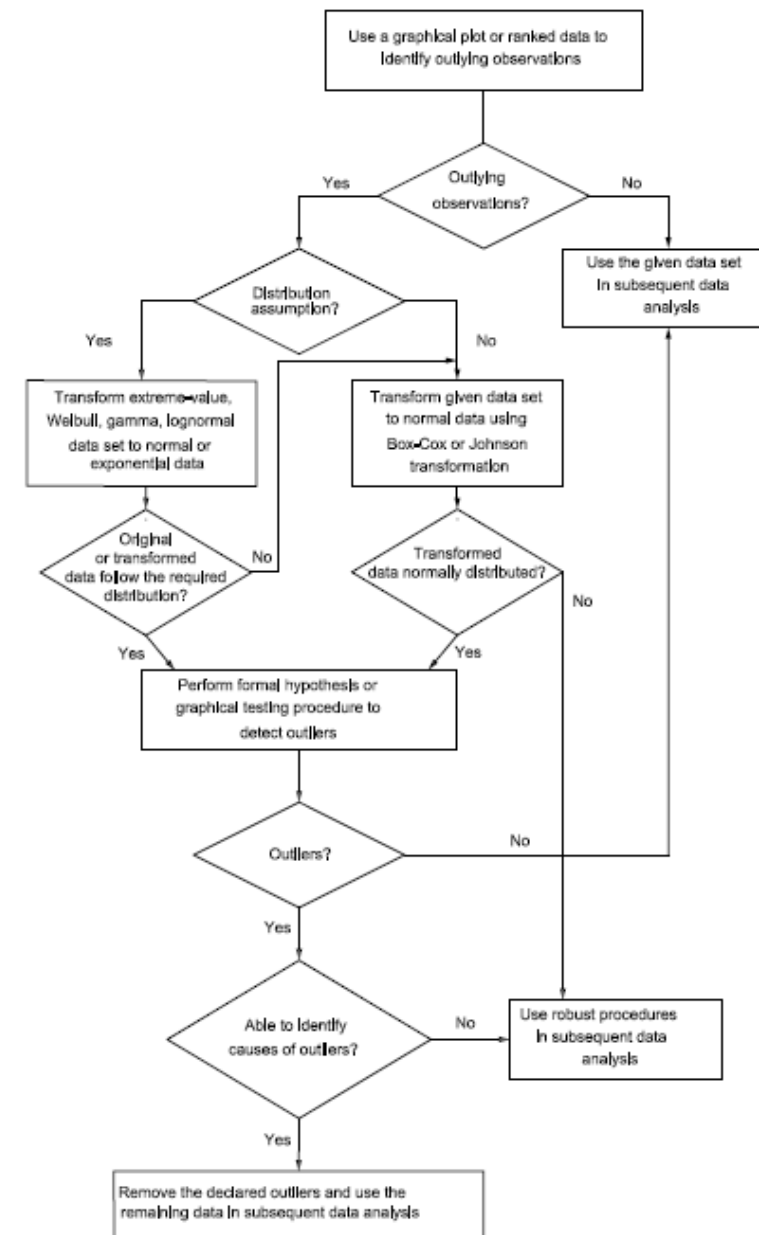 Use a graphical plot or ranked data to
identify outlying observations
Yes
Outlying
observations?
No
Use the given data set
in subsequent data
analysis
Distribution
assumption?
Yes
No
Transform extreme-value,
Weibull, gamma, lognormal
data set to normal or
exponential data
Transform given data set
to normal data using
Box-Cox or Johnson
transformation
Original
or transformed
data follow the required
distribution?
No
Transformed
data normally distributed?
No
Yes
Yes
Perform formal hypothesis or
graphical testing procedure to
detect outliers
Outliers?
No
Yes
Able to identify
causes of outliers?
No
Use robust procedures
in subsequent data
analysis
Yes
Remove the declared outliers and use the
remaining data in subsequent data analysis